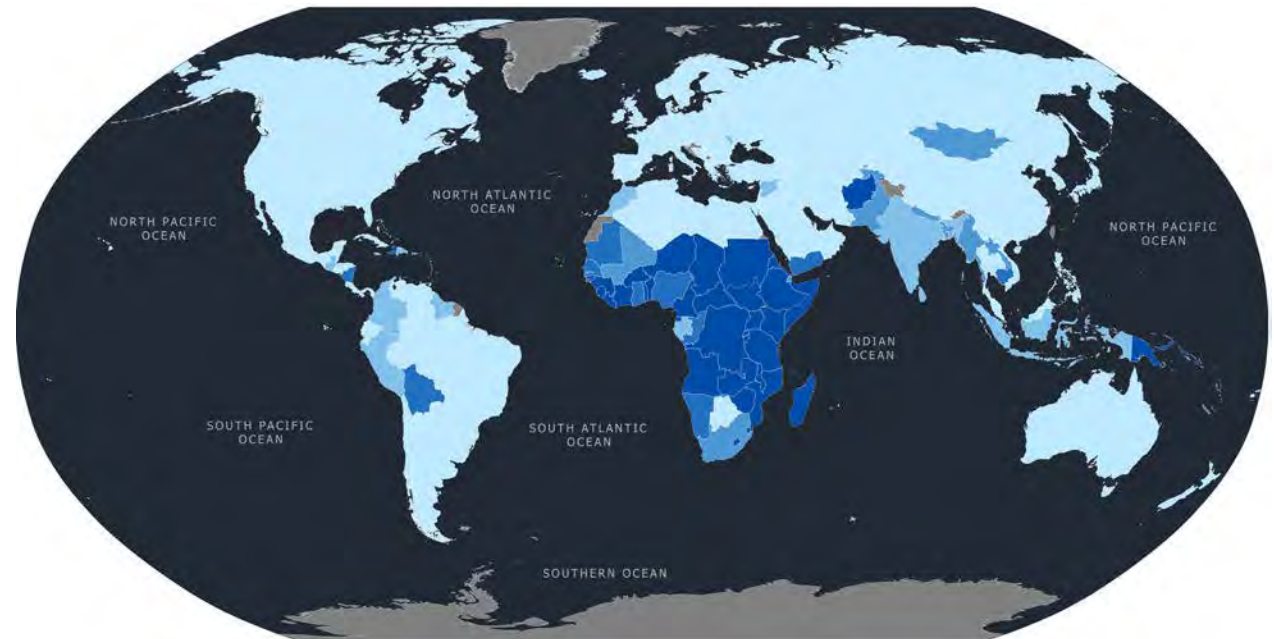 NORTH ATLANTIC
OCEAN
NORTH PACIFIC
OCEAN
NORTH PACIFIC
OCEAN
INDIAN
OCEAN
SOUTH PACIFIC
OCEAN
SOUTH ATLANTIC
OCEAN
SOUTHERN OCEAN